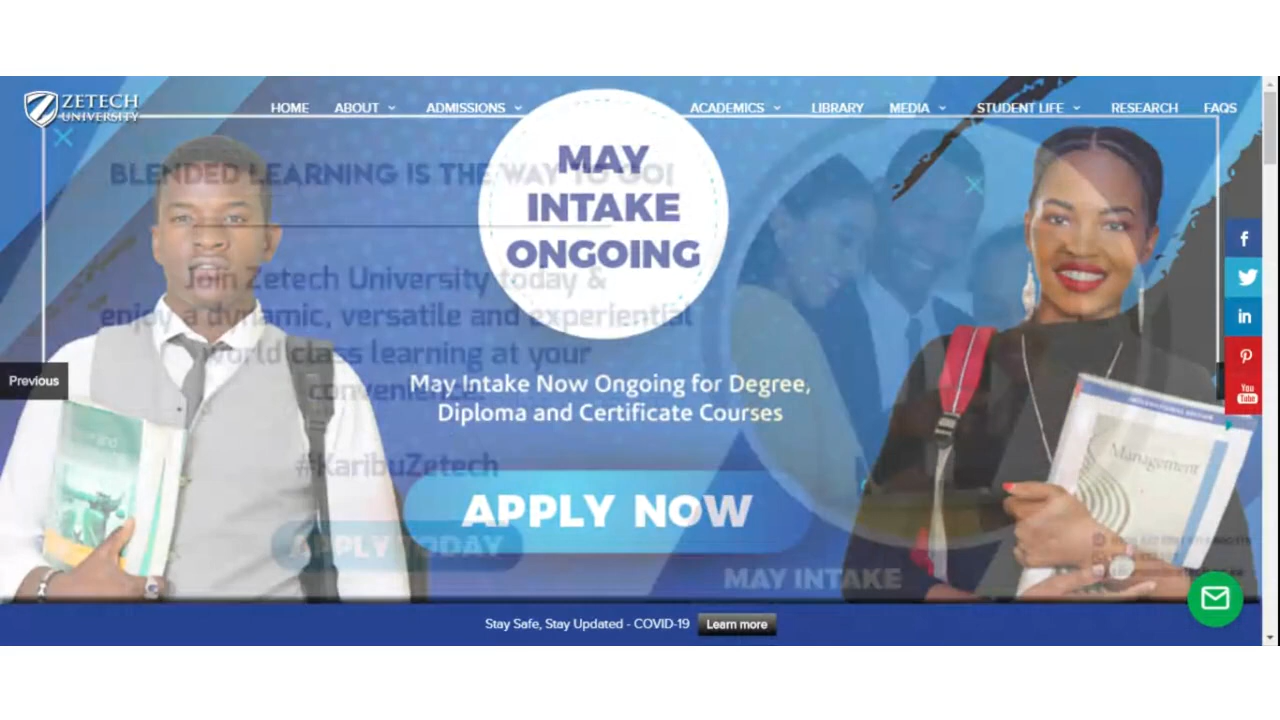 ZETECH
UNIVERSITY
HOME
ABOUT
ADMISSIONS
ACADEMICS
LIBRARY
MEDIA
STUDENT LIFE
RESEARCH
FAQS
BLENDED LEARNING IS THE WAY TO GO!
MAY
INTAKE
ONGOING
Join Zetech University today &
enjoy a dynamic, versatile and experiential
world class learning at your
convenience.
#KaribuZetech
APPLY TODAY
Previous
May Intake Now Ongoing for Degree,
Diploma and Certificate Courses
APPLY NOW
MAY INTAKE
Management
You
Tube
Stay Safe, Stay Updated - COVID-19
Learn more